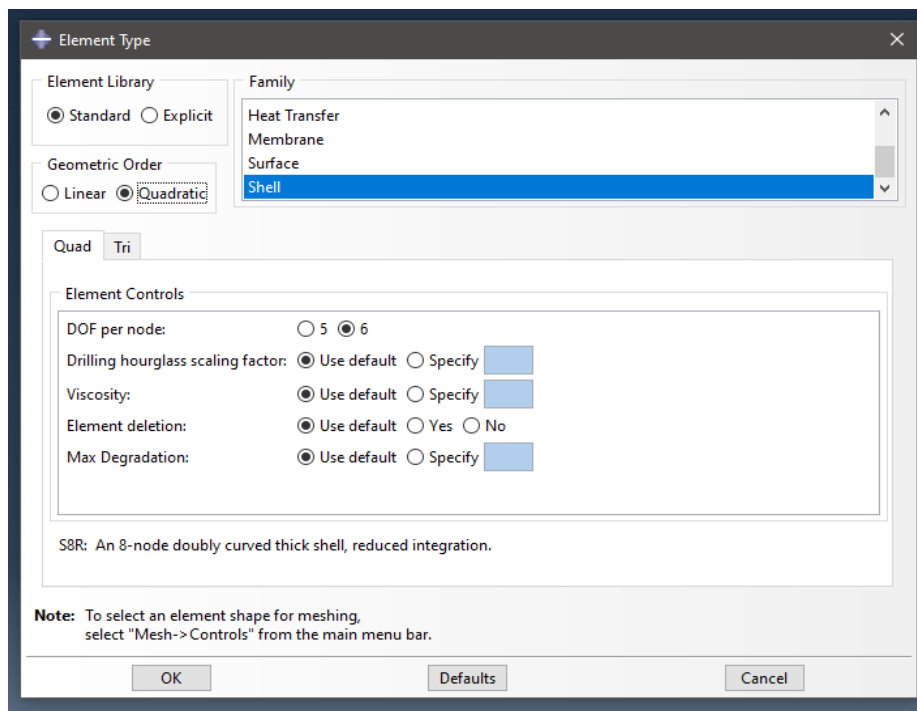 Element Type
Element Library
Standard Explicit
Geometric Order
Linear Quadratic
Family
Heat Transfer
Membrane
Surface
Shell
Quad Tri
Element Controls
DOF per node: 5 6
Drilling hourglass scaling factor: Use default Specify
Viscosity: Use default Specify
Element deletion: Use default Yes No
Max Degradation: Use default Specify
S8R: An 8-node doubly curved thick shell, reduced integration.
Note: To select an element shape for meshing,
select "Mesh->Controls" from the main menu bar.
OK Defaults Cancel